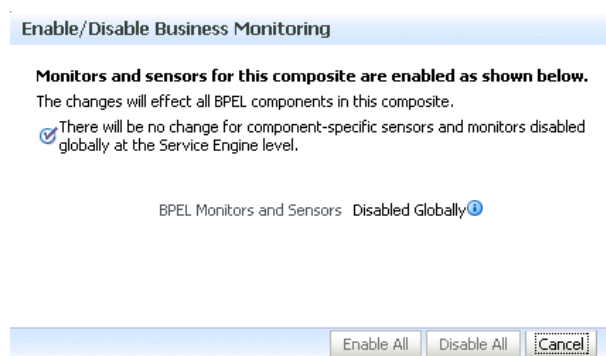 Enable/Disable Business Monitoring
Monitors and sensors for this composite are enabled as shown below.
The changes will effect all BPEL components in this composite.
There will be no change for component-specific sensors and monitors disabled
globally at the Service Engine level.
BPEL Monitors and Sensors Disabled Globally
Enable All Disable All Cancel